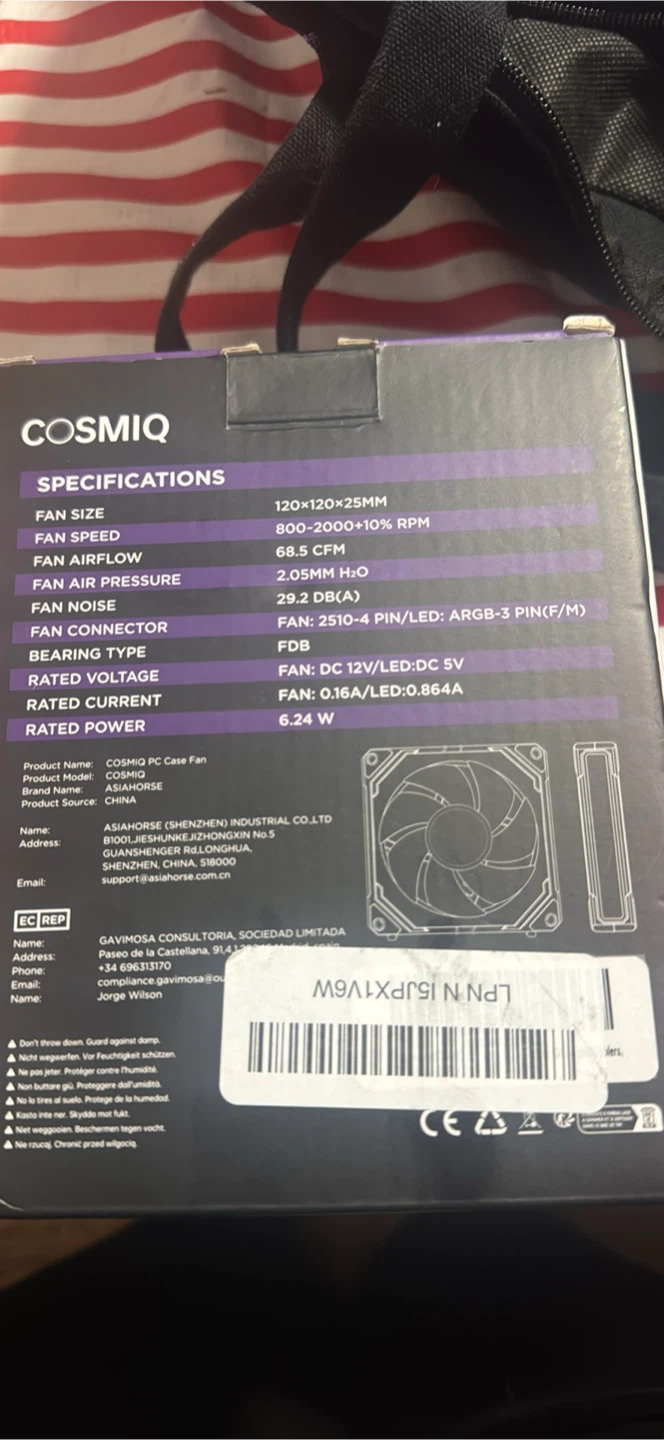 COSMIQ
SPECIFICATIONS
FAN SIZE 120×120×25MM
FAN SPEED 800-2000+10% RPM
FAN AIRFLOW 68.5 CFM
FAN AIR PRESSURE 2.05MM H₂O
FAN NOISE 29.2 DB(A)
FAN CONNECTOR FAN: 2510-4 PIN/LED: ARGB-3 PIN(F/M)
BEARING TYPE FDB
RATED VOLTAGE FAN: DC 12V/LED:DC 5V
RATED CURRENT FAN: 0.16A/LED:0.864A
RATED POWER 6.24 W
Product Name: COSMIQ PC Case Fan
Product Model: COSMIQ
Brand Name: ASIAHORSE
Product Source: CHINA
Name: ASIAHORSE (SHENZHEN) INDUSTRIAL CO.,LTD
Address: B1001,JIESHUNKEJIZHONGXIN No.5
GUANSHENGER Rd,LONGHUA,
SHENZHEN, CHINA, 518000
Email: support@asiahorse.com.cn
EC REP
Name: GAVIMOSA CONSULTORIA, SOCIEDAD LIMITADA
Address: Paseo de la Castellana,
Phone: +34 696313170
Email: compliance.gavimosa@ou
Name: Jorge Wilson
LPN N I5JPX1V6W
Don't throw down. Guard against damp.
Nicht wegwerfen. Vor Feuchtigkeit schützen.
Ne pas jeter. Protéger contre l'humidité.
Non buttare giù. Proteggere dall'umidità.
No lo tires al suelo. Protege de la humedad.
Kasta inte ner. Skydda mot fukt.
Niet weggooien. Beschermen tegen vocht.
Nie rzucaj. Chronić przed wilgocią.
CE